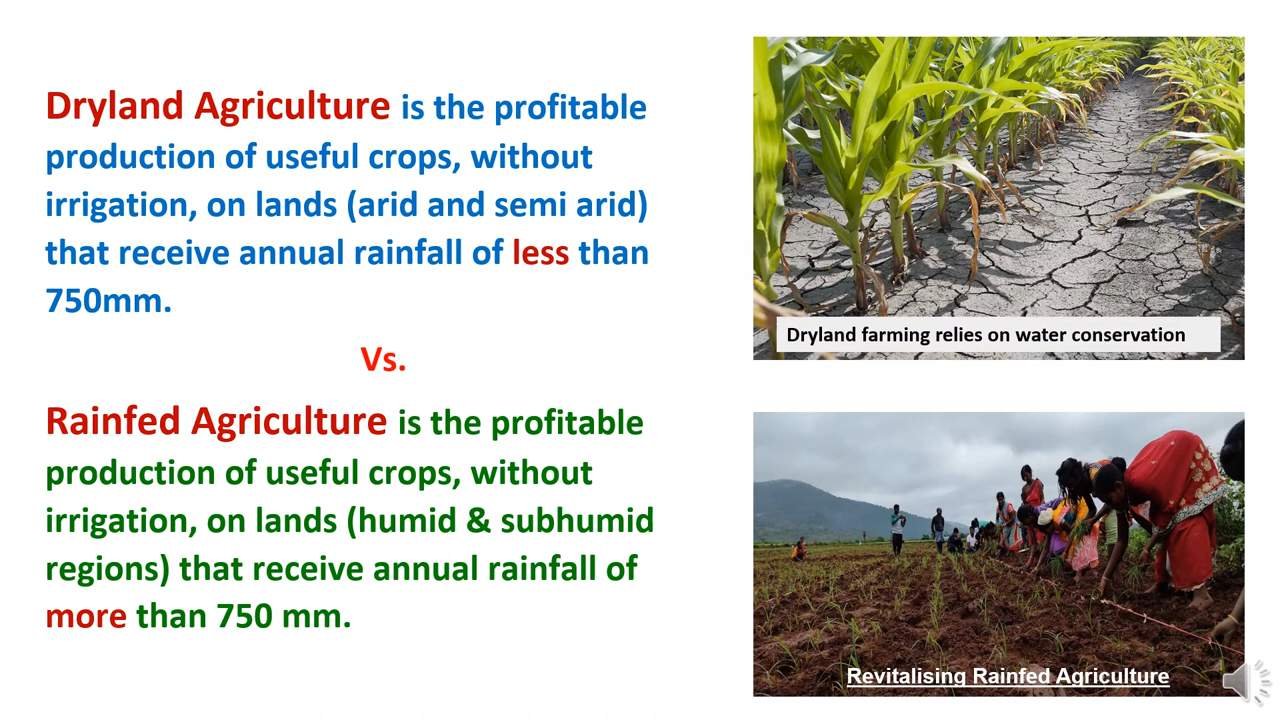 Dryland Agriculture is the profitable
production of useful crops, without
irrigation, on lands (arid and semi arid)
that receive annual rainfall of less than
750mm.
Vs.
Rainfed Agriculture is the profitable
production of useful crops, without
irrigation, on lands (humid & subhumid
regions) that receive annual rainfall of
more than 750 mm.
Dryland farming relies on water conservation
Revitalising Rainfed Agriculture